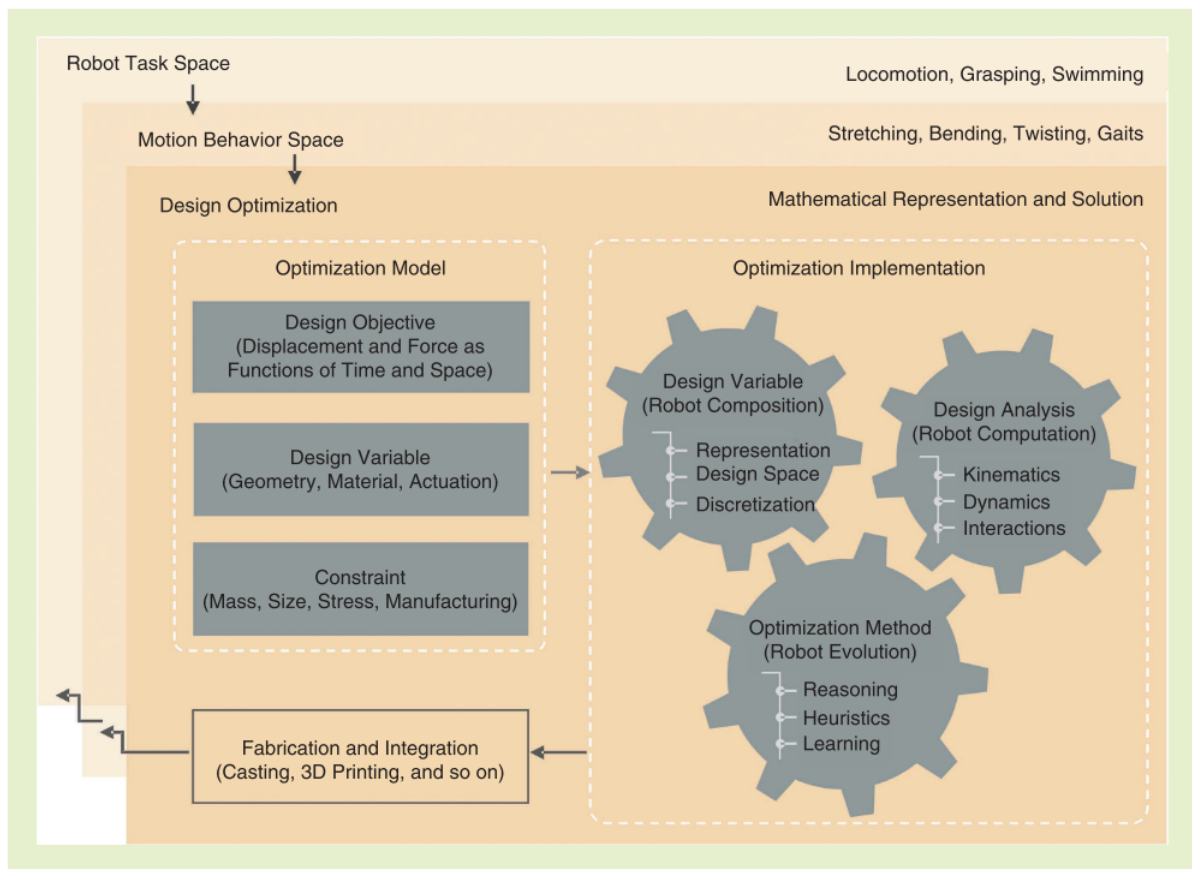 Robot Task Space
Locomotion, Grasping, Swimming
Motion Behavior Space
Stretching, Bending, Twisting, Gaits
Design Optimization
Mathematical Representation and Solution
Optimization Model
Design Objective
(Displacement and Force as
Functions of Time and Space)
Design Variable
(Geometry, Material, Actuation)
Constraint
(Mass, Size, Stress, Manufacturing)
Optimization Implementation
Design Variable
(Robot Composition)
Representation
Design Space
Discretization
Design Analysis
(Robot Computation)
Kinematics
Dynamics
Interactions
Optimization Method
(Robot Evolution)
Reasoning
Heuristics
Learning
Fabrication and Integration
(Casting, 3D Printing, and so on)